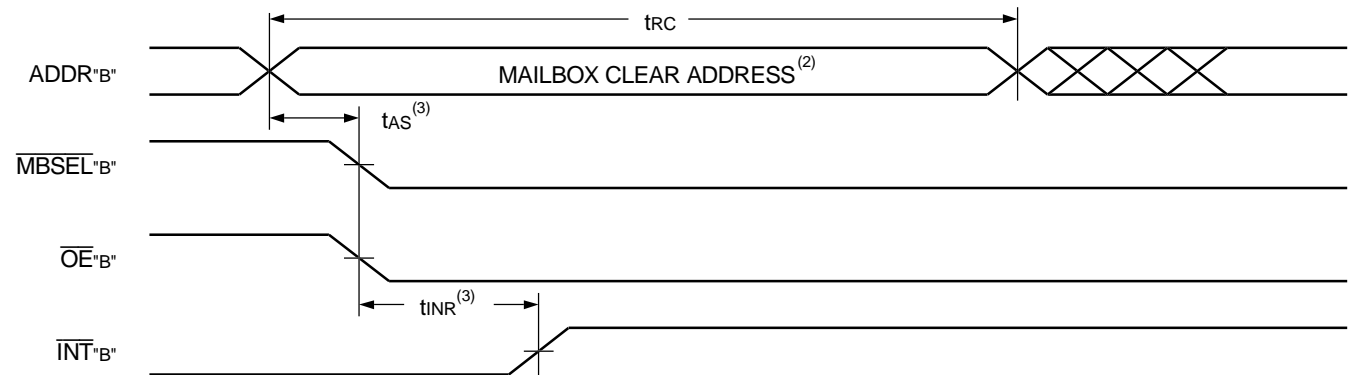 tRC
ADDR"B"
MAILBOX CLEAR ADDRESS(2)
tAS(3)
MBSEL"B"
OE"B"
tINR(3)
INT"B"